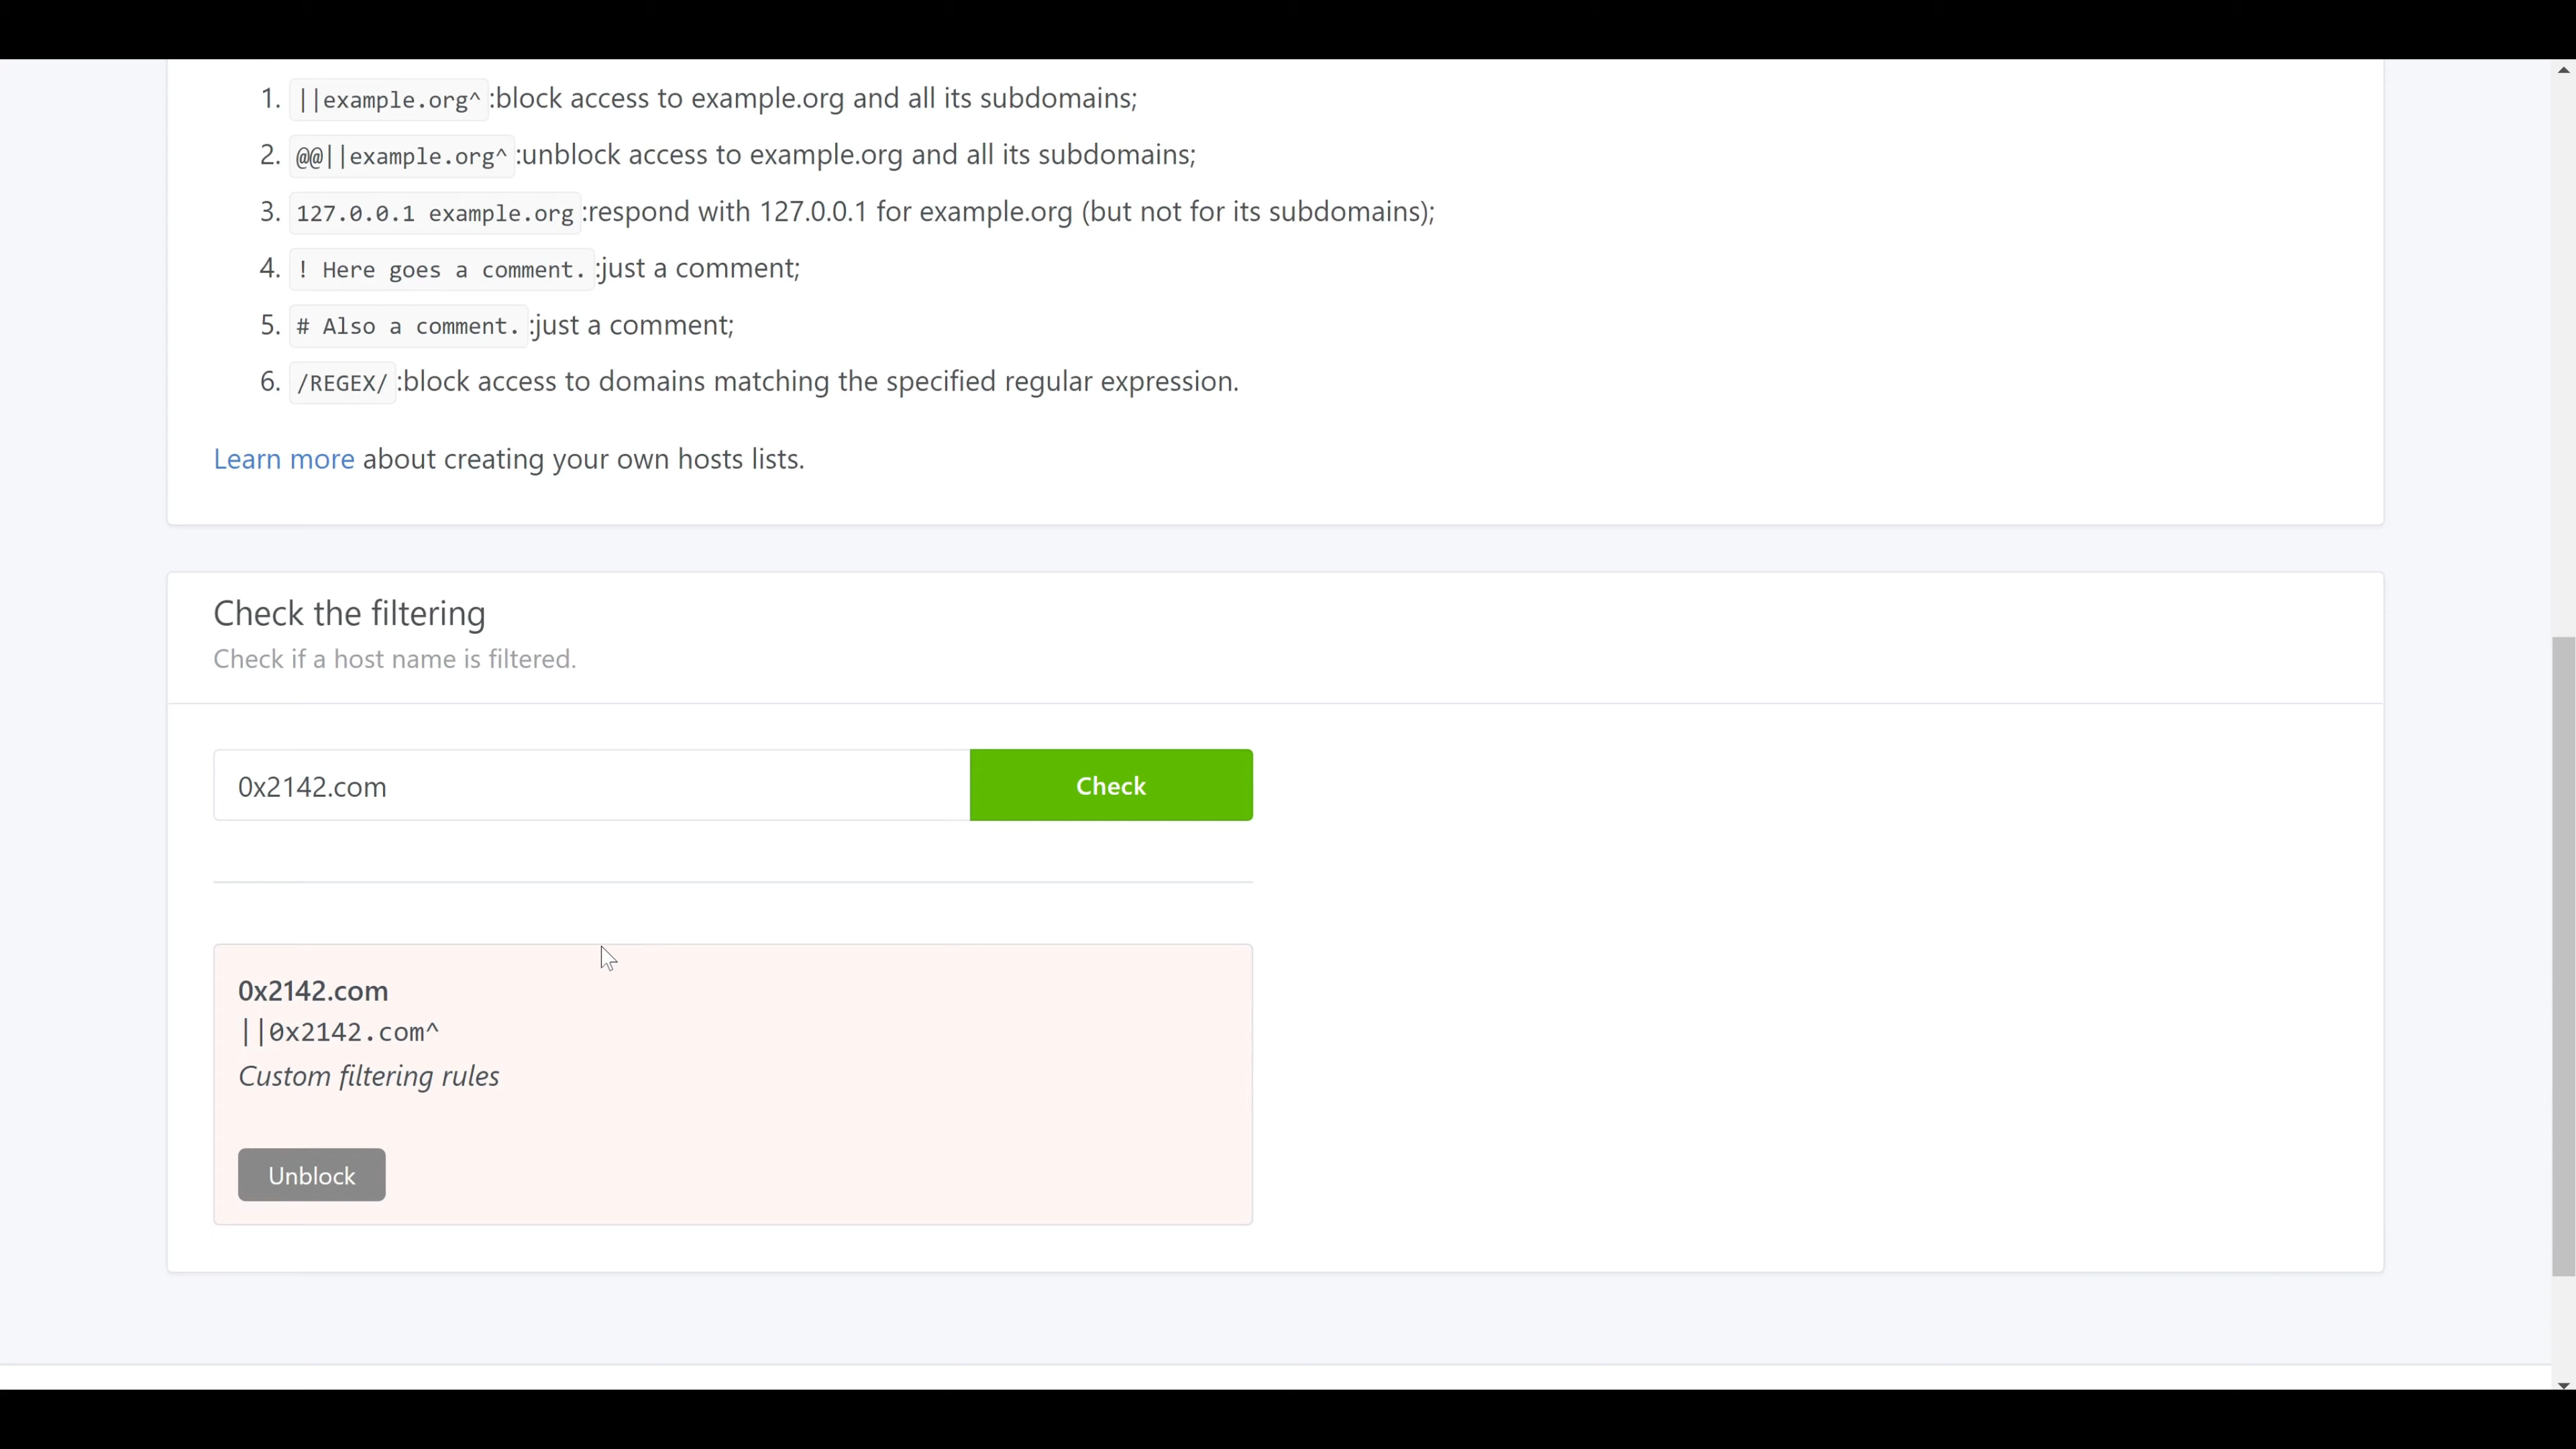 1. ||example.org^ :block access to example.org and all its subdomains;
2. @@||example.org^ :unblock access to example.org and all its subdomains;
3. 127.0.0.1 example.org :respond with 127.0.0.1 for example.org (but not for its subdomains);
4. ! Here goes a comment. :just a comment;
5. # Also a comment. :just a comment;
6. /REGEX/ :block access to domains matching the specified regular expression.
Learn more about creating your own hosts lists.
Check the filtering
Check if a host name is filtered.
0x2142.com
Check
0x2142.com
||0x2142.com^
Custom filtering rules
Unblock